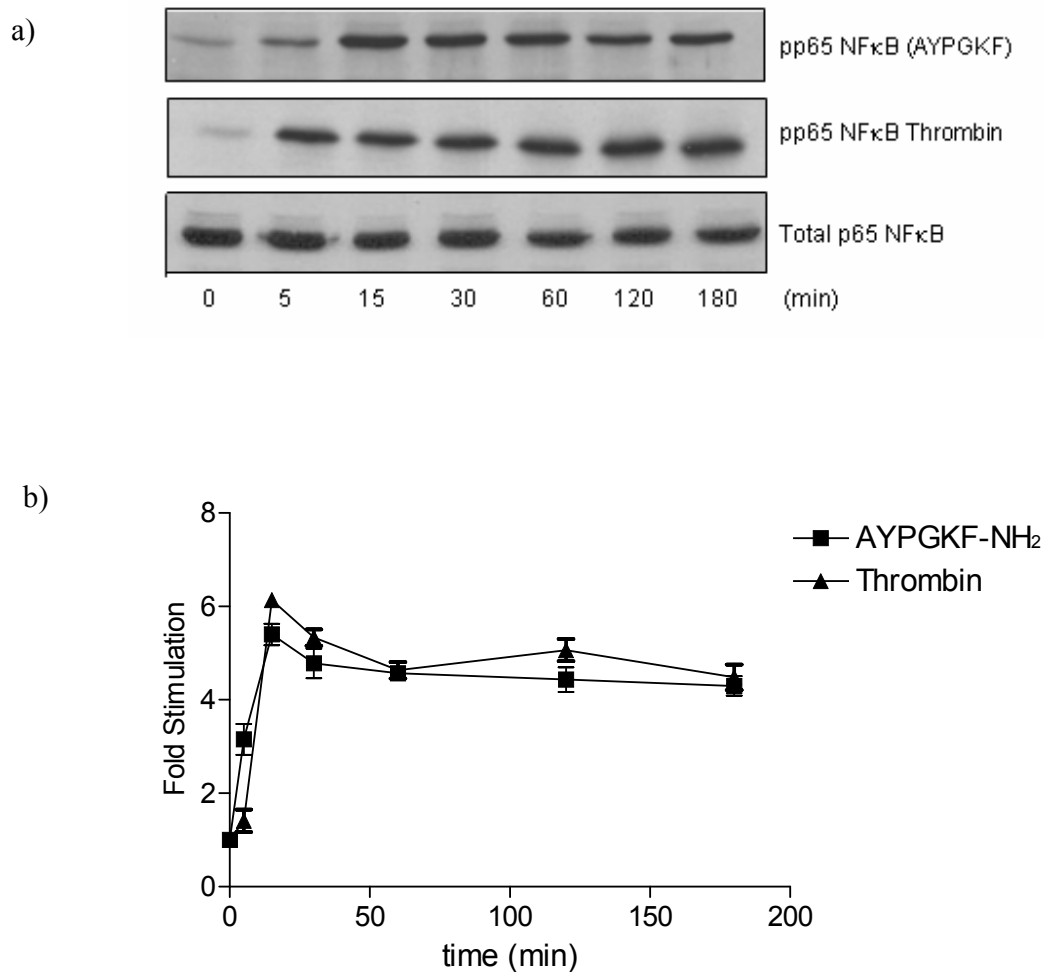 a)
pp65 NFκB (AYPGKF)
pp65 NFκB Thrombin
Total p65 NFκB
0 5 15 30 60 120 180 (min)
b)
8
6
4
2
0
Fold Stimulation
0 50 100 150 200
time (min)
AYPGKF-NH₂
Thrombin